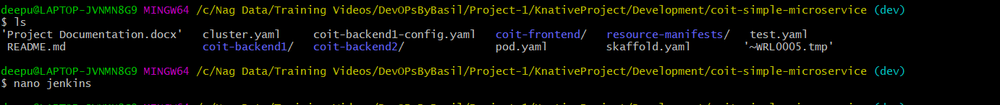 deepu@LAPTOP-JVNMN8G9 MINGW64 /c/Nag Data/Training Videos/DevOPsByBasil/Project-1/KnativeProject/Development/coit-simple-microservice (dev)
$ ls
'Project Documentation.docx'   cluster.yaml    coit-backend1-config.yaml   coit-frontend/   resource-manifests/   test.yaml
README.md   coit-backend1/   coit-backend2/   pod.yaml   skaffold.yaml   '~WRL0005.tmp'
deepu@LAPTOP-JVNMN8G9 MINGW64 /c/Nag Data/Training Videos/DevOPsByBasil/Project-1/KnativeProject/Development/coit-simple-microservice (dev)
$ nano jenkins